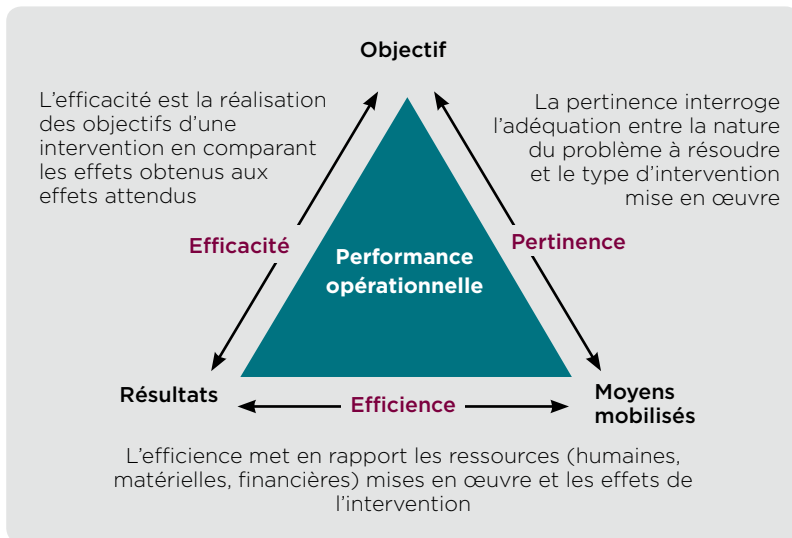 Objectif
L’efficacité est la réalisation
des objectifs d’une
intervention en comparant
les effets obtenus aux
effets attendus
La pertinence interroge
l’adéquation entre la nature
du problème à résoudre
et le type d’intervention
mise en œuvre
Efficacité
Pertinence
Performance
opérationnelle
Résultats
Efficience
Moyens
mobilisés
L’efficience met en rapport les ressources (humaines,
matérielles, financières) mises en œuvre et les effets de
l’intervention